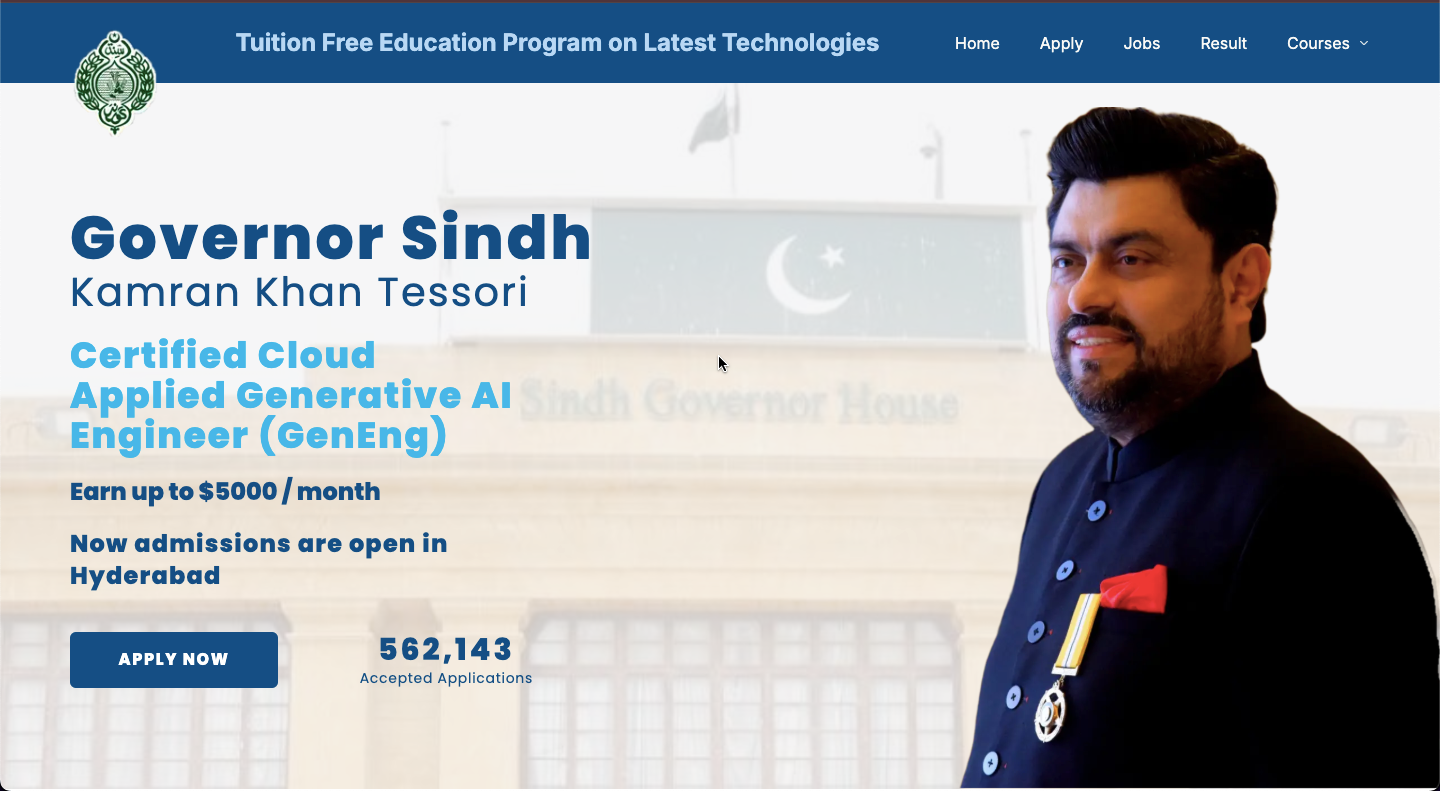 Tuition Free Education Program on Latest Technologies
Home
Apply
Jobs
Result
Courses
Governor Sindh
Kamran Khan Tessori
Certified Cloud
Applied Generative AI
Engineer (GenEng)
Sindh Governor House
Earn up to $5000 / month
Now admissions are open in
Hyderabad
APPLY NOW
562,143
Accepted Applications